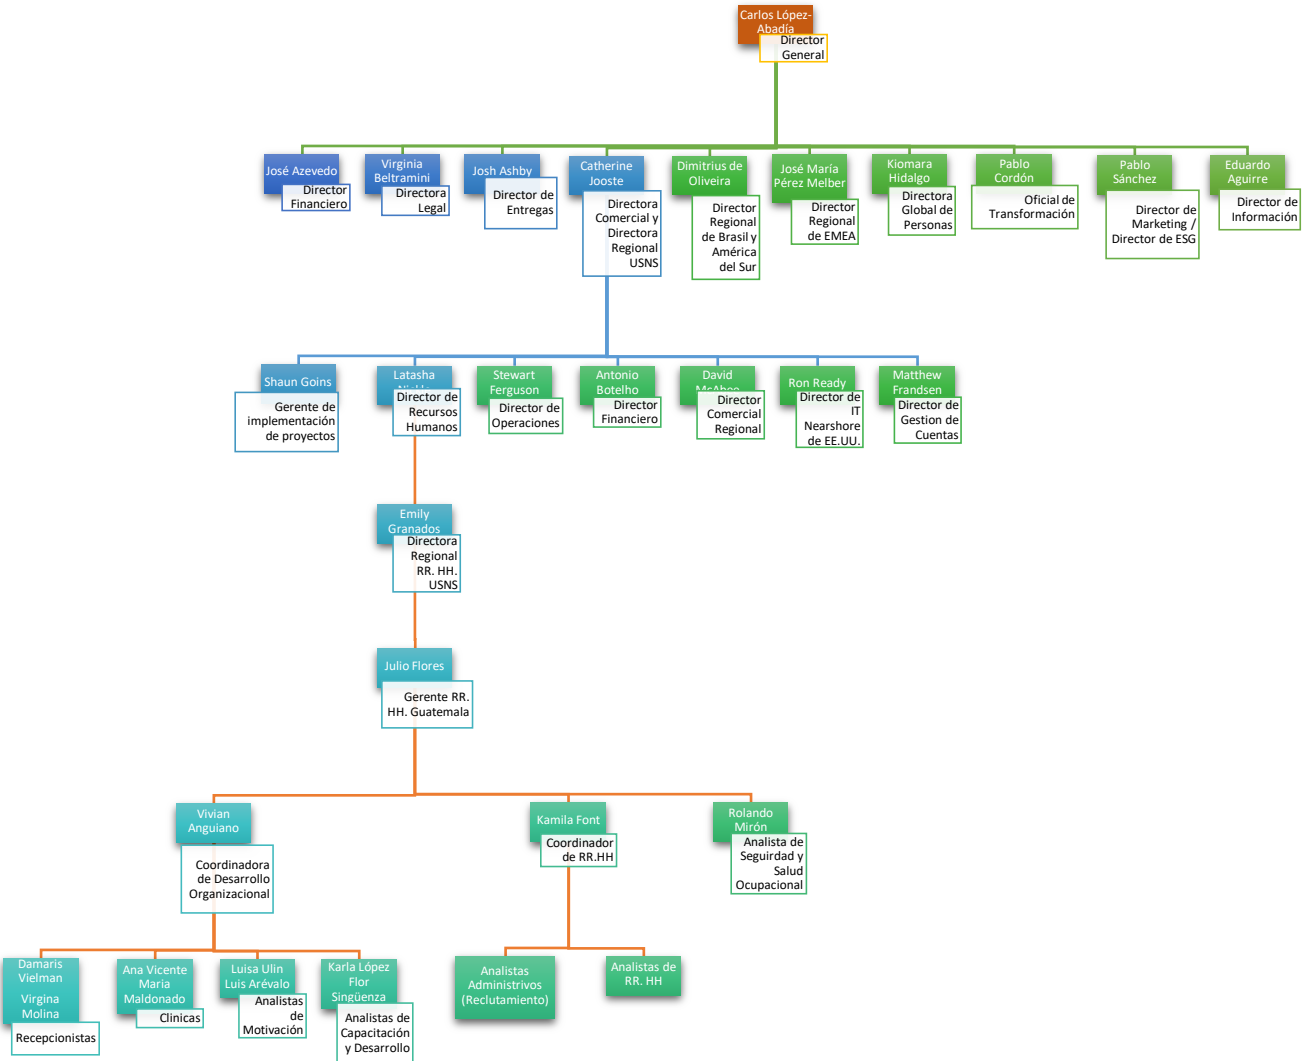 Carlos López-
Abadía
Director
General
José Azevedo
Director
Financiero
Virginia
Beltramini
Directora
Legal
Josh Ashby
Director de
Entregas
Catherine
Jooste
Directora
Comercial y
Directora
Regional
USNS
Dimitrius de
Oliveira
Director
Regional
de Brasil y
América
del Sur
José María
Pérez Melber
Director
Regional
de EMEA
Kiomara
Hidalgo
Directora
Global de
Personas
Pablo
Cordón
Oficial de
Transformación
Pablo
Sánchez
Director de
Marketing /
Director de ESG
Eduardo
Aguirre
Director de
Información
Shaun Goins
Gerente de
implementación
de proyectos
Latasha
Director de
Recursos
Humanos
Stewart
Ferguson
Director de
Operaciones
Antonio
Botelho
Director
Financiero
David
Director
Comercial
Regional
Ron Ready
Director de
IT
Nearshore
de EE.UU.
Matthew
Frandsen
Director de
Gestion de
Cuentas
Emily
Granados
Directora
Regional
RR. HH.
USNS
Julio Flores
Gerente RR.
HH. Guatemala
Vivian
Anguiano
Coordinadora
de Desarrollo
Organizacional
Kamila Font
Coordinador
de RR.HH
Rolando
Mirón
Analista de
Seguirdad y
Salud
Ocupacional
Damaris
Vielman
Virgina
Molina
Recepcionistas
Ana Vicente
Maria
Maldonado
Clinicas
Luisa Ulin
Luis Arévalo
Analistas
de
Motivación
Karla López
Flor
Singüenza
Analistas de
Capacitación
y Desarrollo
Analistas
Administrivos
(Reclutamiento)
Analistas de
RR. HH